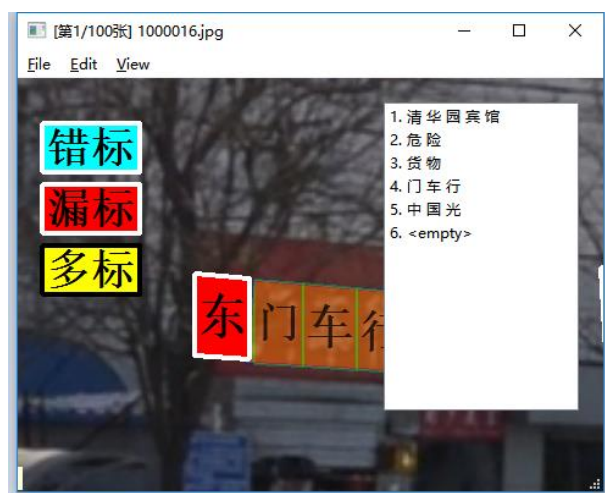 [第1/100张] 1000016.jpg
File Edit View
错标
漏标
多标
东门车行
1. 清华园宾馆
2. 危险
3. 货物
4. 门车行
5. 中国光
6. <empty>